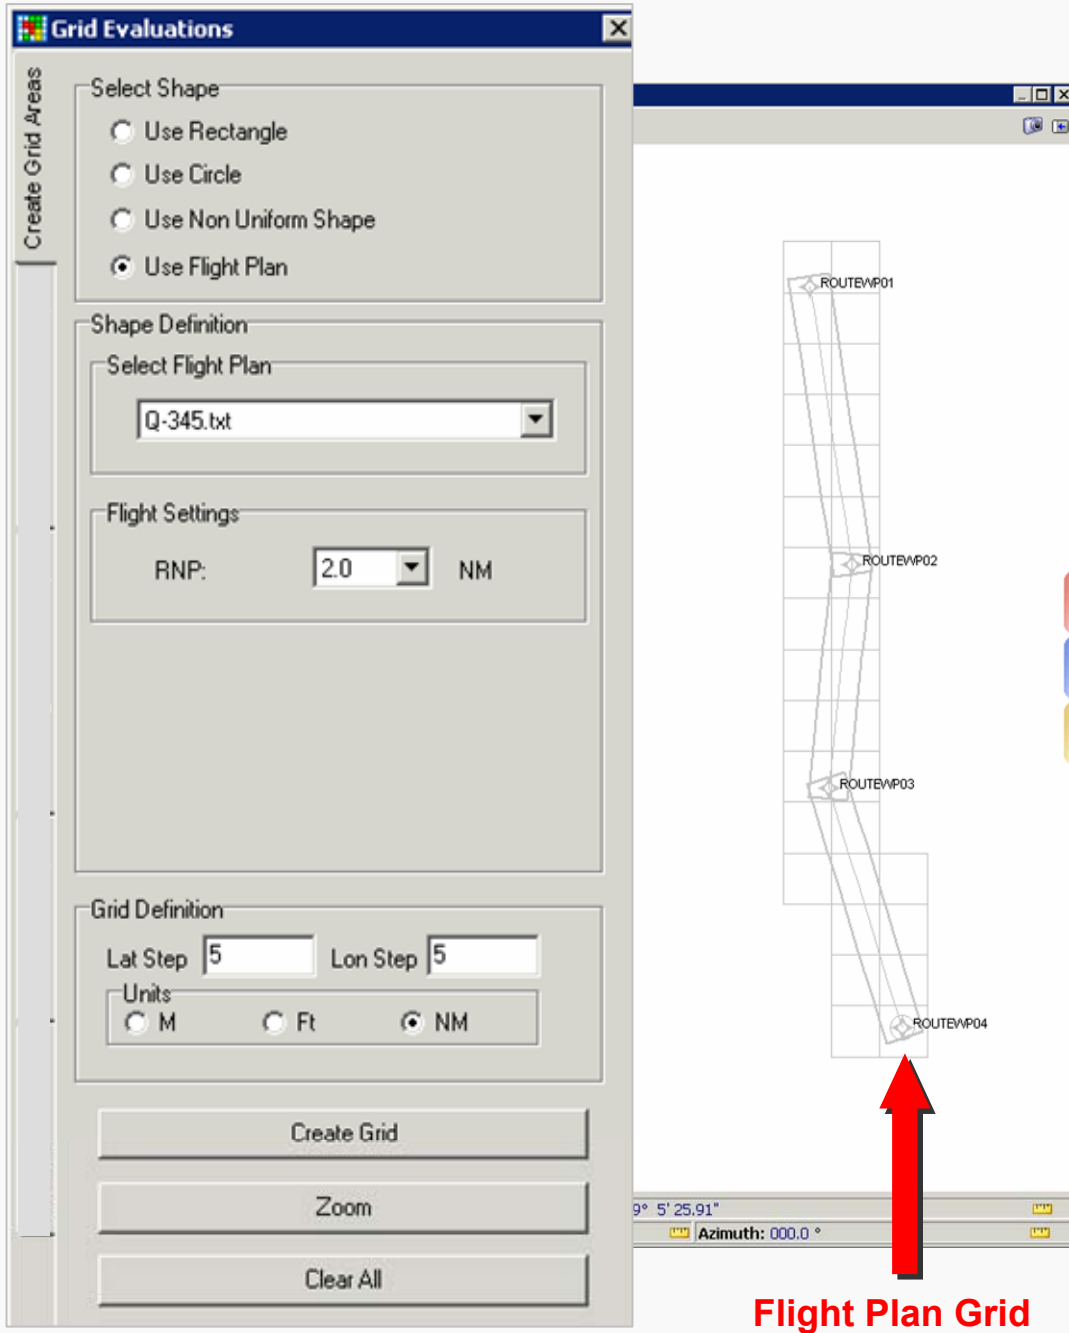 Grid Evaluations
Create Grid Areas
Select Shape
Use Rectangle
Use Circle
Use Non Uniform Shape
Use Flight Plan
Shape Definition
Select Flight Plan
Q-345.txt
Flight Settings
RNP: 2.0 NM
Grid Definition
Lat Step 5 Lon Step 5
Units
M Ft NM
Create Grid
Zoom
Clear All
ROUTEWP01
ROUTEWP02
ROUTEWP03
ROUTEWP04
9° 5' 25.91"
Azimuth: 000.0 °
Flight Plan Grid